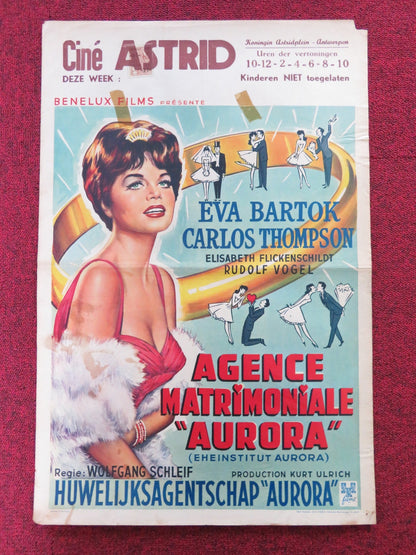 Ciné ASTRID
DEZE WEEK :
Koningin Astridplein - Antwerpen
Uren der vertoningen
10-12-2-4-6-8-10
Kinderen NIET toegelaten
BENELUX FILMS PRÉSENTE
EVA BARTOK
CARLOS THOMPSON
ELISABETH FLICKENSCHILDT
RUDOLF VOGEL
AGENCE
MATRIMONIALE
"AURORA"
(EHEINSTITUT AURORA)
Regie: WOLFGANG SCHLEIF
PRODUCTION KURT ULRICH
HUWELIJKSAGENTSCHAP "AURORA"